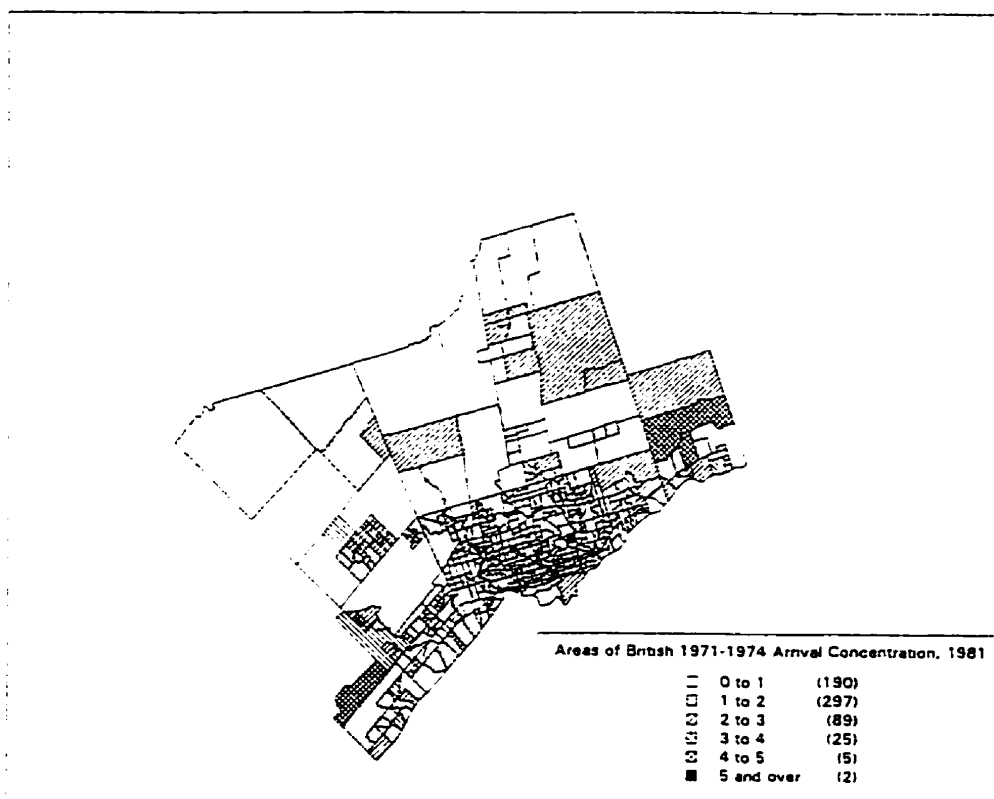 Areas of British 1971-1974 Arrival Concentration, 1981
0 to 1 (190)
1 to 2 (297)
2 to 3 (89)
3 to 4 (25)
4 to 5 (5)
5 and over (2)